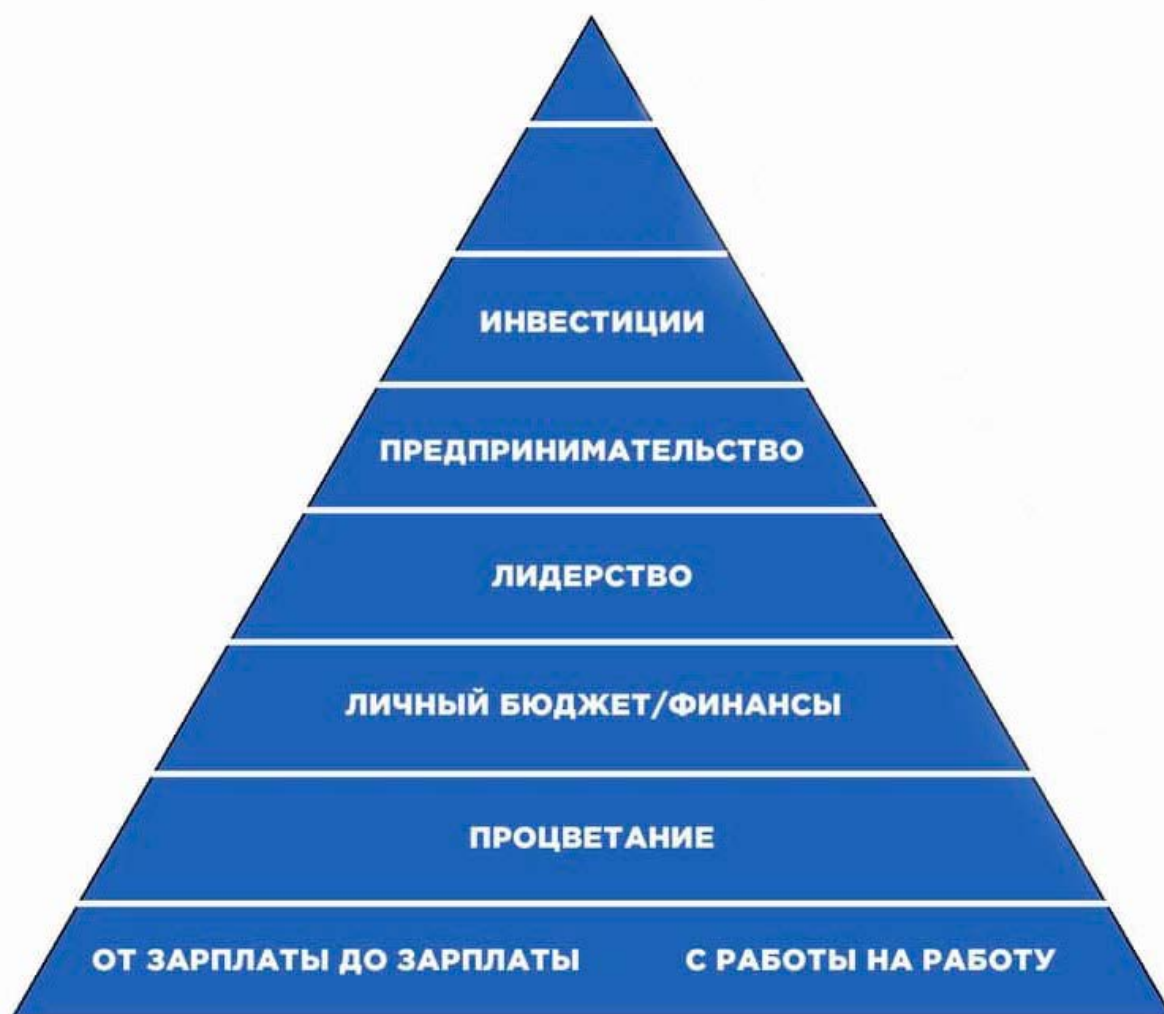 ИНВЕСТИЦИИ
ПРЕДПРИНИМАТЕЛЬСТВО
ЛИДЕРСТВО
ЛИЧНЫЙ БЮДЖЕТ/ФИНАНСЫ
ПРОЦВЕТАНИЕ
ОТ ЗАРПЛАТЫ ДО ЗАРПЛАТЫ С РАБОТЫ НА РАБОТУ